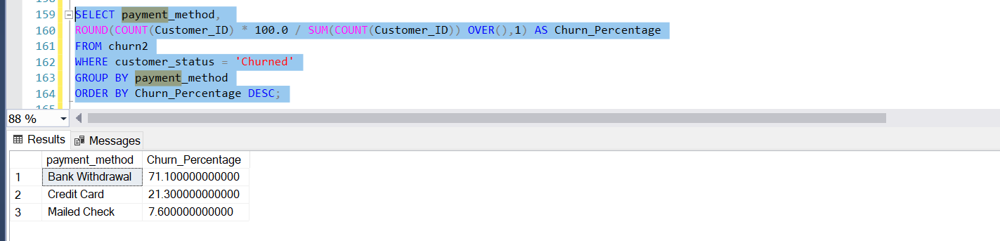 159 SELECT payment_method,
160 ROUND(COUNT(Customer_ID) * 100.0 / SUM(COUNT(Customer_ID)) OVER(),1) AS Churn_Percentage
161 FROM churn2
162 WHERE customer_status = 'Churned'
163 GROUP BY payment_method
164 ORDER BY Churn_Percentage DESC;
88 %
Results Messages
payment_method Churn_Percentage
1 Bank Withdrawal 71.100000000000
2 Credit Card 21.300000000000
3 Mailed Check 7.600000000000